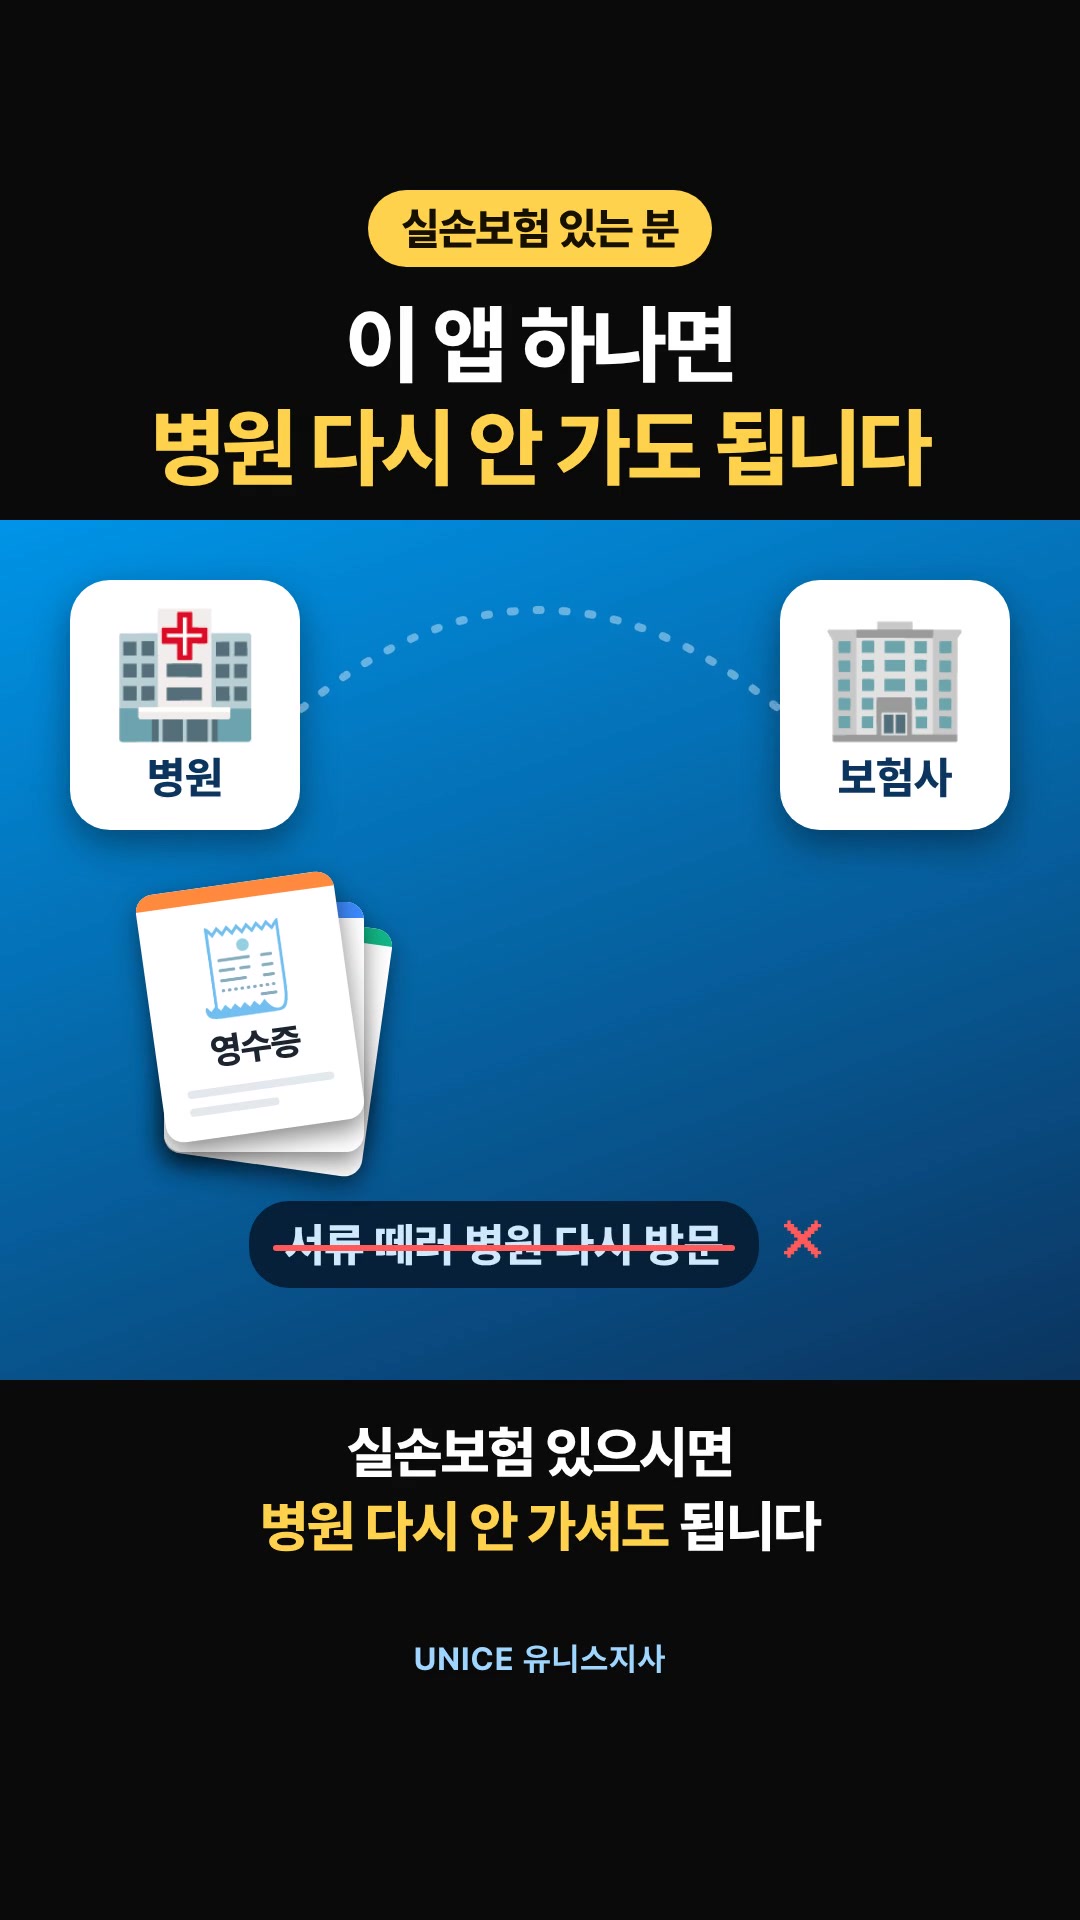 실손보험 있는 분
이 앱 하나면
병원 다시 안 가도 됩니다
병원
보험사
영수증
서류 떼러 병원 다시 방문
실손보험 있으시면
병원 다시 안 가셔도 됩니다
UNICE 유니스지사